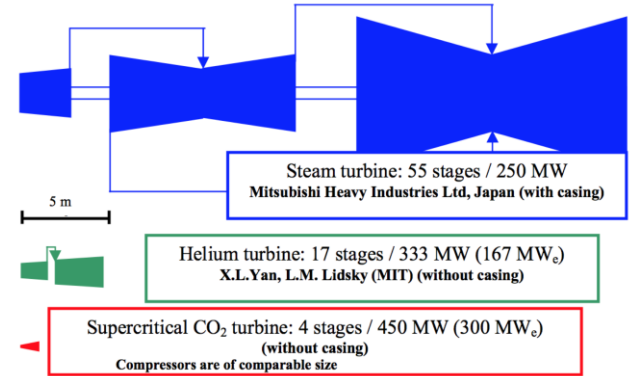 Steam turbine: 55 stages / 250 MW
Mitsubishi Heavy Industries Ltd, Japan (with casing)
5 m
Helium turbine: 17 stages / 333 MW (167 MWₑ)
X.L.Yan, L.M. Lidsky (MIT) (without casing)
Supercritical CO₂ turbine: 4 stages / 450 MW (300 MWₑ)
(without casing)
Compressors are of comparable size